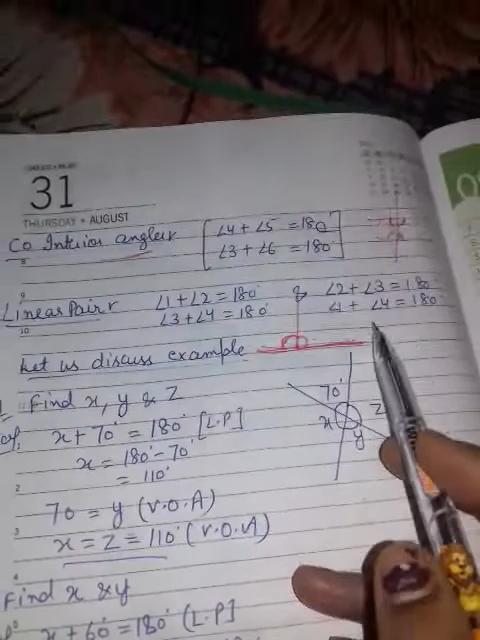 31
THURSDAY • AUGUST
Co Interior angles
∠4 + ∠5 = 180°
∠3 + ∠6 = 180°
Linear Pair
∠1 + ∠2 = 180°
∠3 + ∠4 = 180°
∠2 + ∠3 = 180
∠1 + ∠4 = 180°
Let us discuss example
Find x, y & Z
x + 70° = 180° [L.P]
x = 180° - 70°
= 110°
70 = y (V.O.A)
x = Z = 110° (V.O.A)
70°
x
Z
y
Find x & y
x + 60° = 180° (L.P]